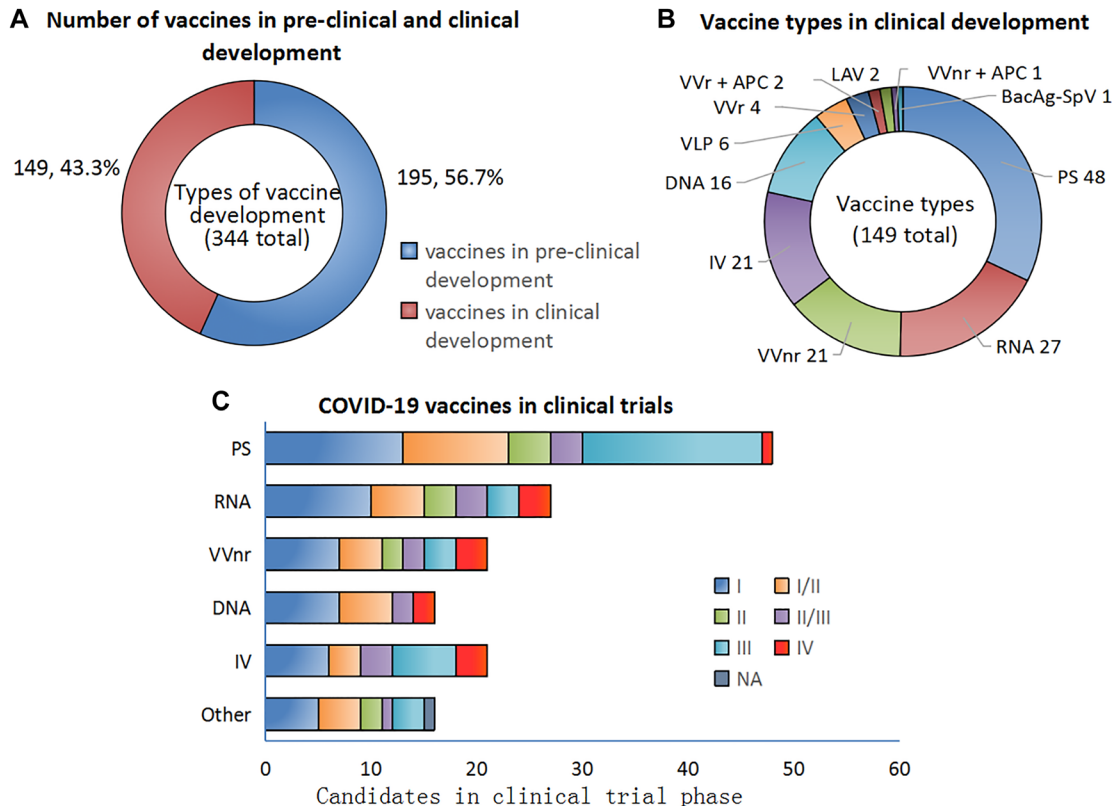 A Number of vaccines in pre-clinical and clinical
development
149, 43.3%
195, 56.7%
Types of vaccine
development
(344 total)
vaccines in pre-clinical
development
vaccines in clinical
development
B Vaccine types in clinical development
VVr + APC 2
LAV 2
VVnr + APC 1
VVr 4
BacAg-SpV 1
VLP 6
DNA 16
PS 48
Vaccine types
(149 total)
IV 21
VVnr 21
RNA 27
C COVID-19 vaccines in clinical trials
PS
RNA
VVnr
DNA
IV
Other
I I/II
II II/III
III IV
NA
0 10 20 30 40 50 60
Candidates in clinical trial phase